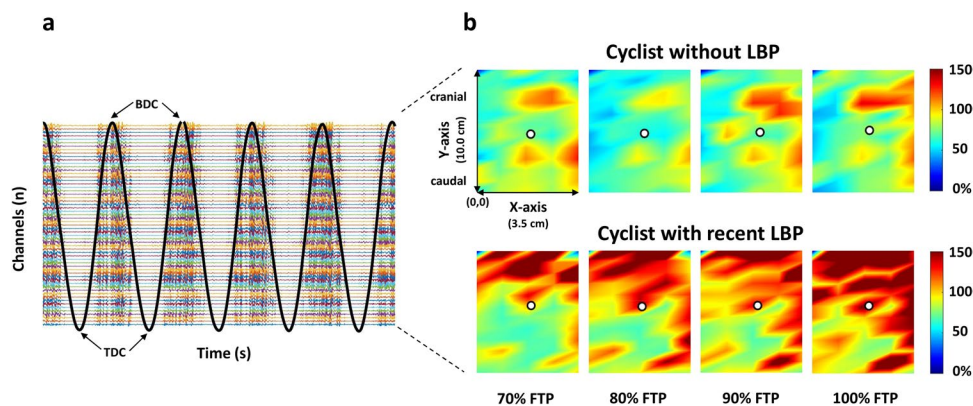 a
BDC
Channels (n)
TDC
Time (s)
b
Cyclist without LBP
cranial
Y-axis
(10.0 cm)
caudal
(0,0)
X-axis
(3.5 cm)
150
100
50
0%
Cyclist with recent LBP
150
100
50
0%
70% FTP
80% FTP
90% FTP
100% FTP